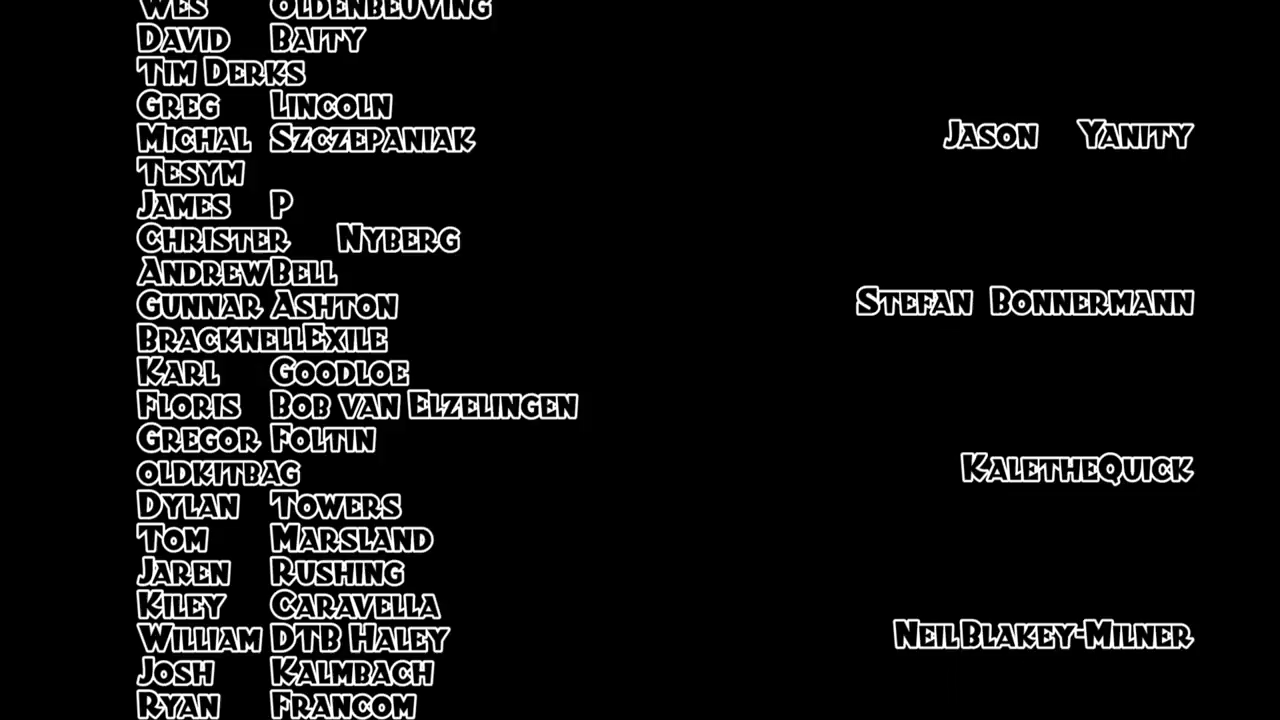 Wes Oldenbeuving
David Baity
Tim Derks
Greg Lincoln
Michal Szczepaniak
Tesym
James P
Christer Nyberg
AndrewBell
Gunnar Ashton
BracknellExile
Karl Goodloe
Floris Bob van Elzelingen
Gregor Foltin
oldkitbag
Dylan Towers
Tom Marsland
Jaren Rushing
Kiley Caravella
William DTB Haley
Josh Kalmbach
Ryan Francom
Jason Yanity
Stefan Bonnermann
KaletheQuick
NeilBlakey-Milner